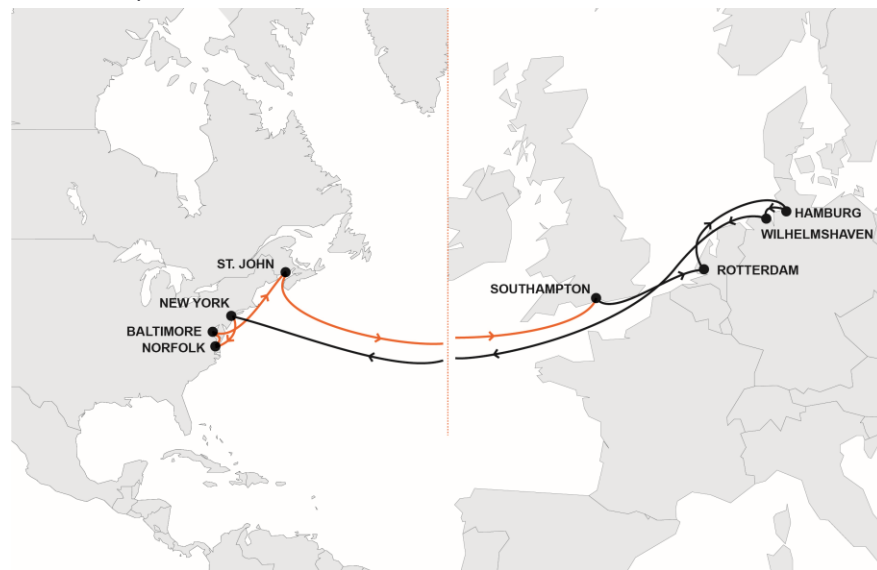 ST. JOHN
NEW YORK
BALTIMORE
NORFOLK
HAMBURG
WILHELMSHAVEN
ROTTERDAM
SOUTHAMPTON